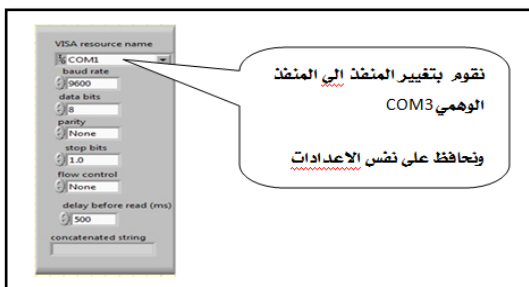 VISA resource name
COM1
baud rate
9600
data bits
8
parity
None
stop bits
1.0
flow control
None
delay before read (ms)
500
concatenated string
نقوم بتغيير المنفذ الي المنفذ
الوهمي COM3
ونحافظ على نفس الاعدادات